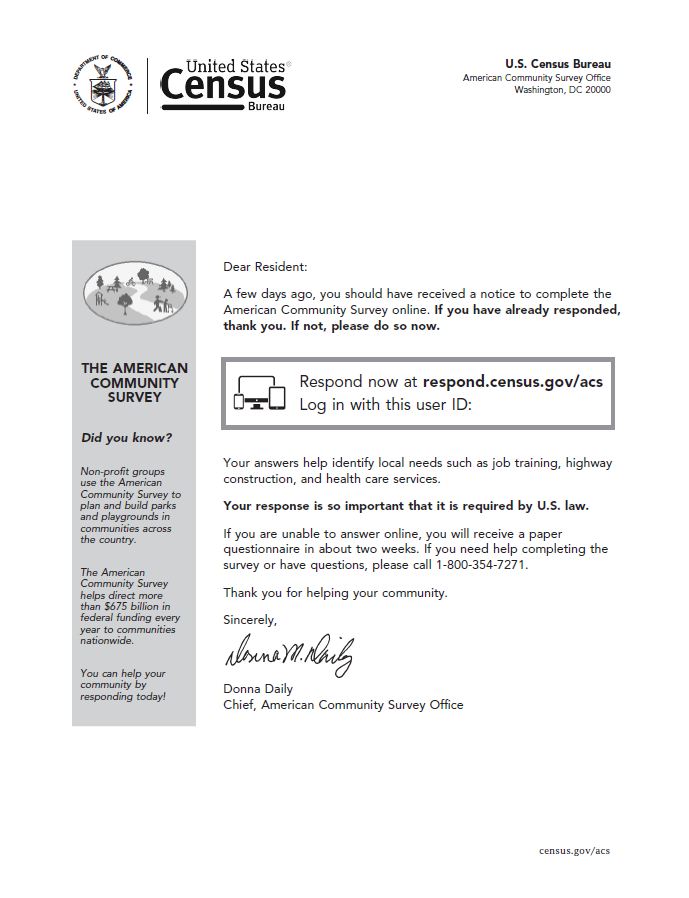 DEPARTMENT OF COMMERCE
UNITED STATES OF AMERICA
United States®
Census
Bureau
U.S. Census Bureau
American Community Survey Office
Washington, DC 20000
THE AMERICAN
COMMUNITY
SURVEY
Did you know?
Non-profit groups
use the American
Community Survey to
plan and build parks
and playgrounds in
communities across
the country.
The American
Community Survey
helps direct more
than $675 billion in
federal funding every
year to communities
nationwide.
You can help your
community by
responding today!
Dear Resident:
A few days ago, you should have received a notice to complete the
American Community Survey online. If you have already responded,
thank you. If not, please do so now.
Respond now at respond.census.gov/acs
Log in with this user ID:
Your answers help identify local needs such as job training, highway
construction, and health care services.
Your response is so important that it is required by U.S. law.
If you are unable to answer online, you will receive a paper
questionnaire in about two weeks. If you need help completing the
survey or have questions, please call 1-800-354-7271.
Thank you for helping your community.
Sincerely,
Donna M. Daily
Donna Daily
Chief, American Community Survey Office
census.gov/acs